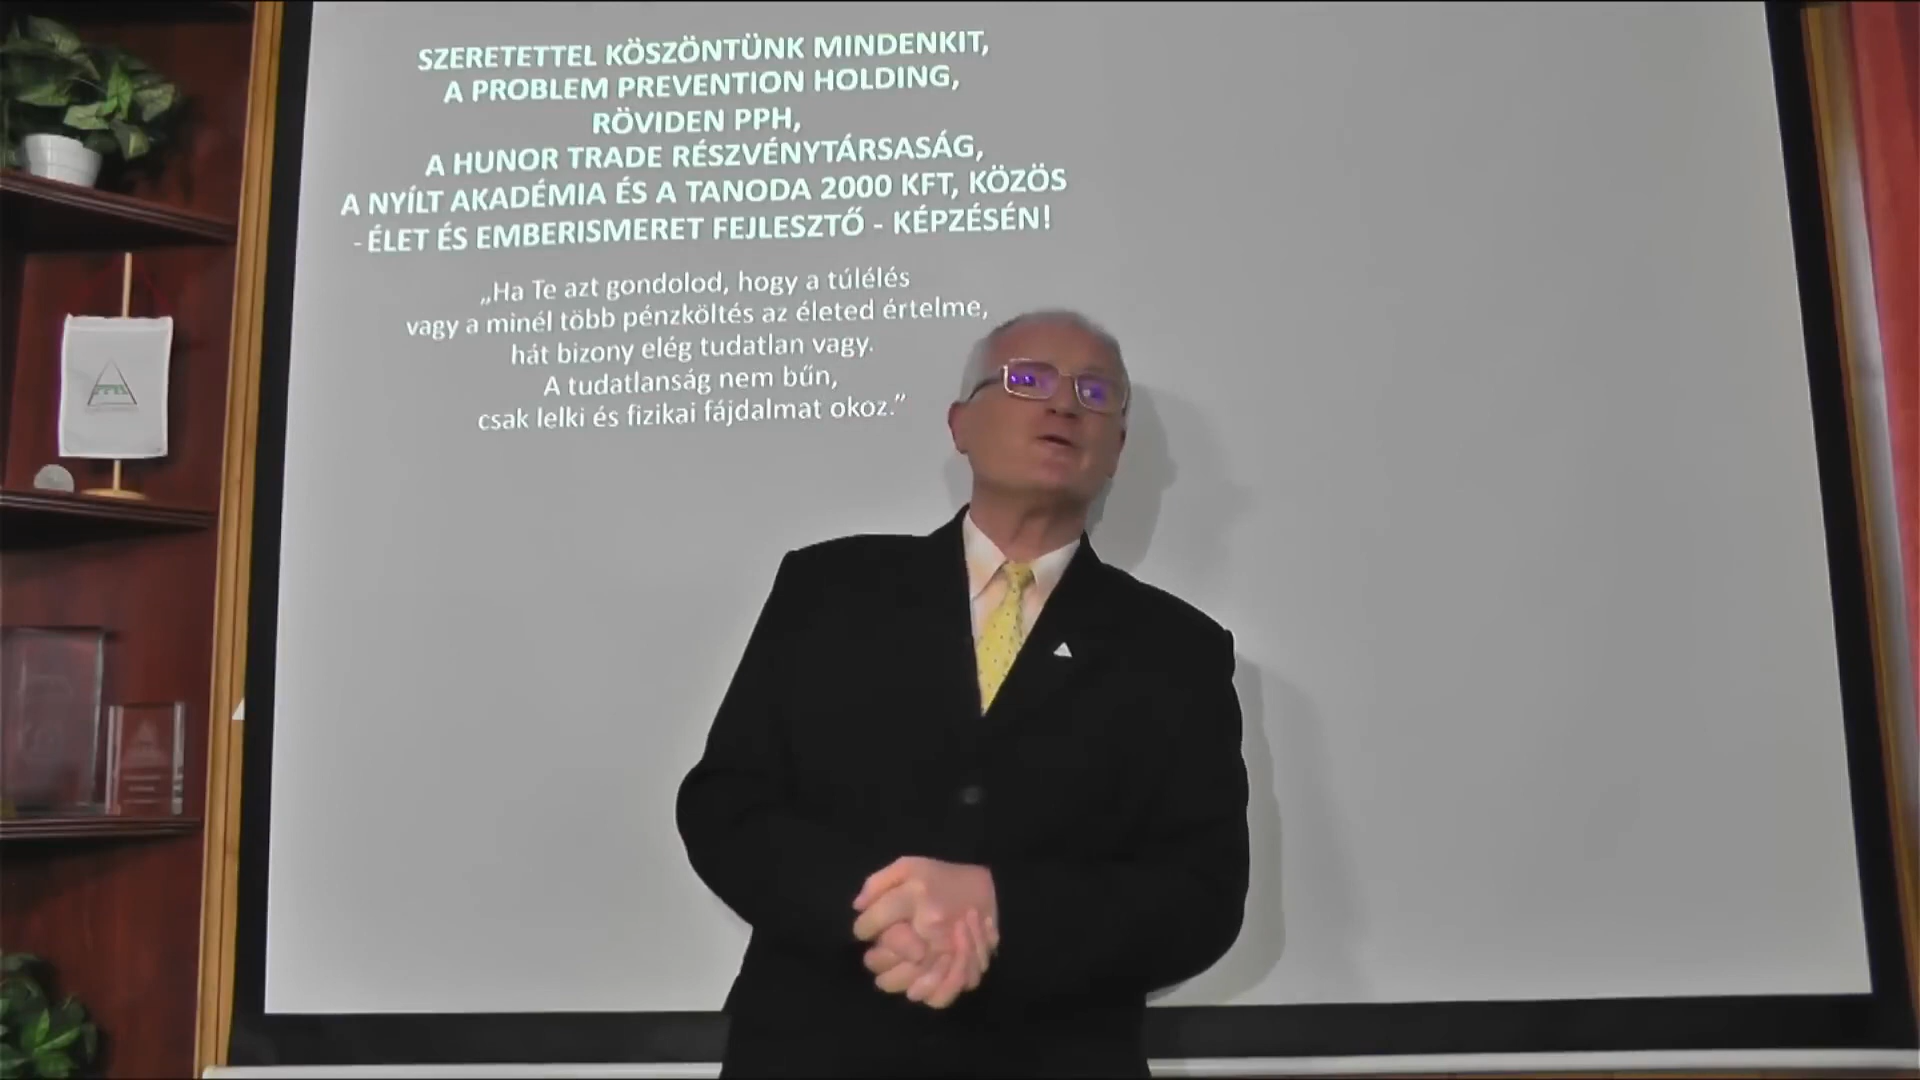 SZERETETTEL KÖSZÖNTÜNK MINDENKIT,
A PROBLEM PREVENTION HOLDING,
RÖVIDEN PPH,
A HUNOR TRADE RÉSZVÉNYTÁRSASÁG,
A NYÍLT AKADÉMIA ÉS A TANODA 2000 KFT, KÖZÖS
- ÉLET ÉS EMBERISMERET FEJLESZTŐ - KÉPZÉSÉN!
„Ha Te azt gondolod, hogy a túlélés
vagy a minél több pénzköltés az életed értelme,
hát bizony elég tudatlan vagy.
A tudatlanság nem bűn,
csak lelki és fizikai fájdalmat okoz.”